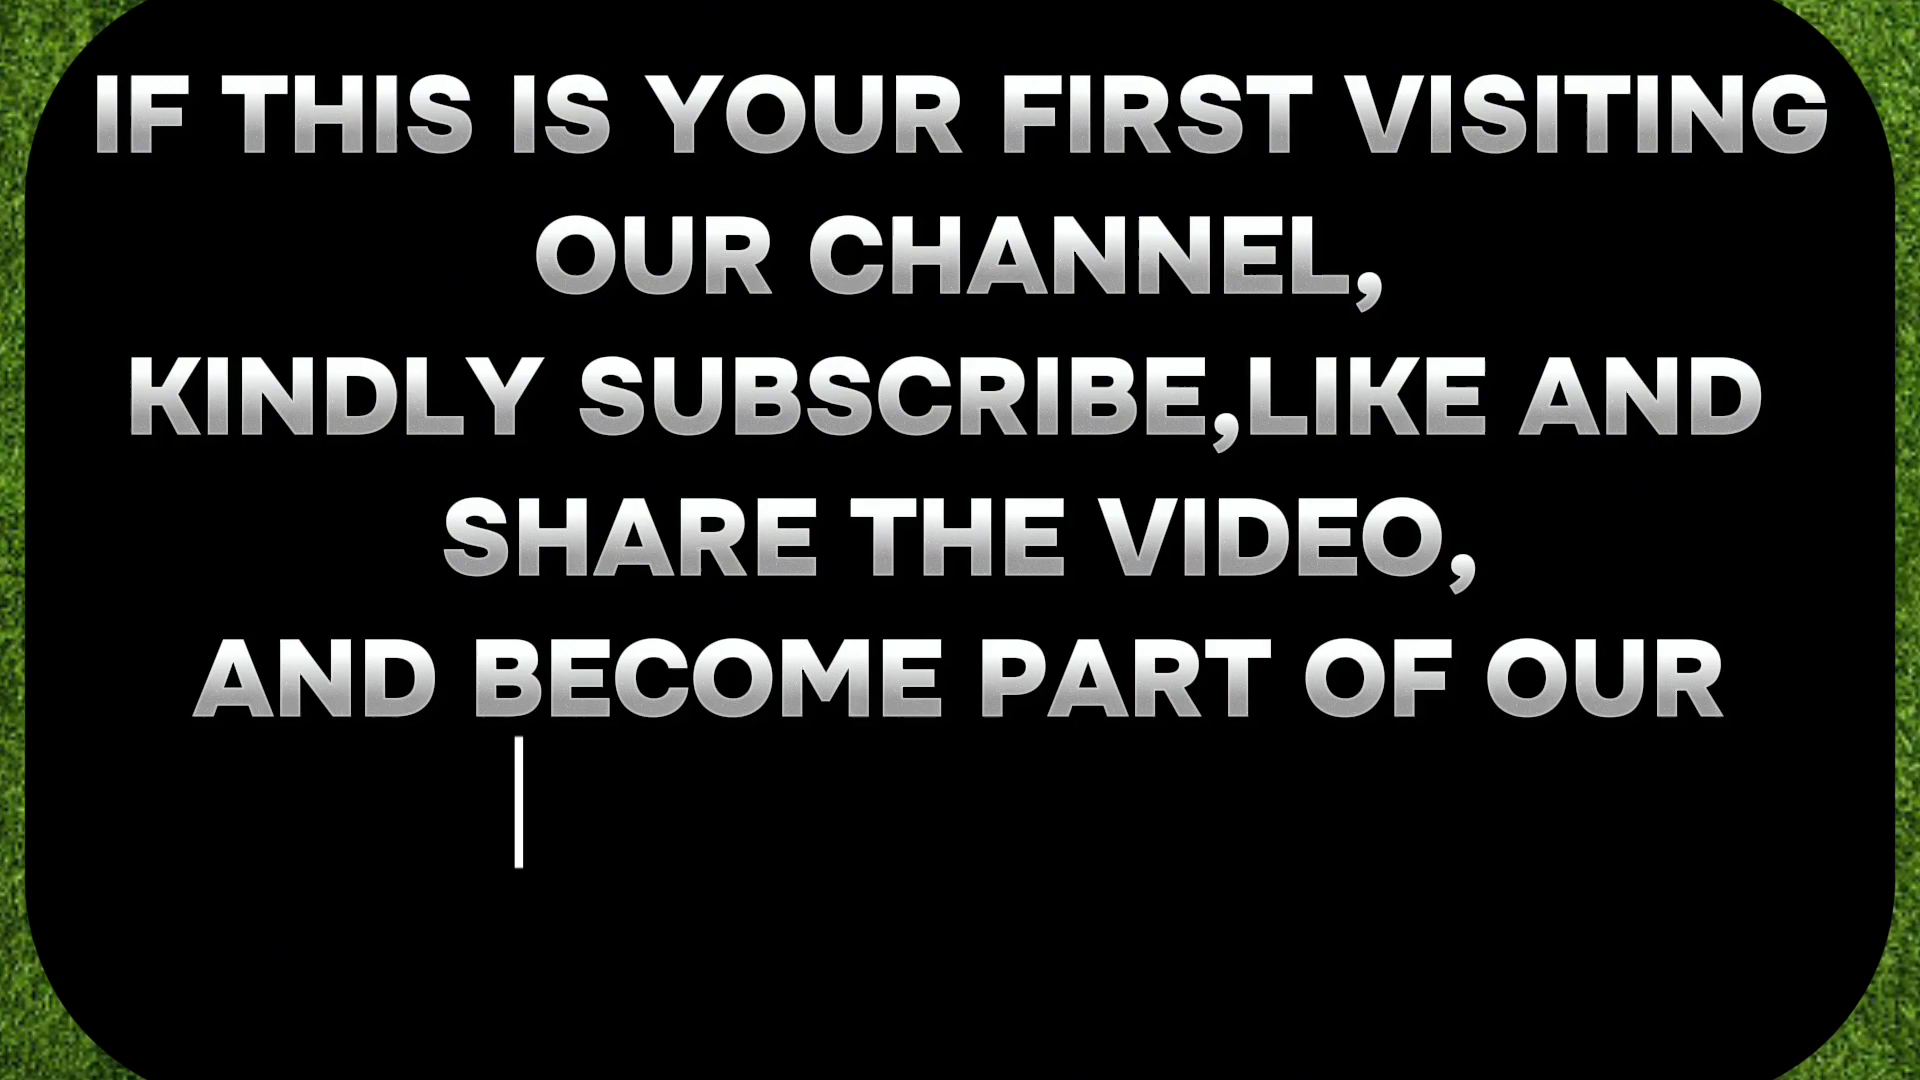 IF THIS IS YOUR FIRST VISITING
OUR CHANNEL,
KINDLY SUBSCRIBE,LIKE AND
SHARE THE VIDEO,
AND BECOME PART OF OUR